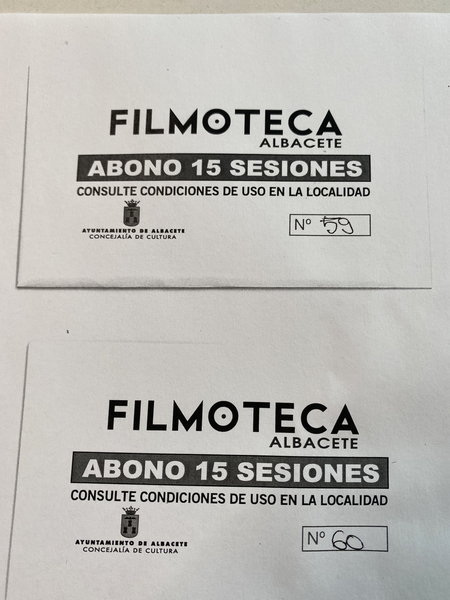 FILMOTECA
ALBACETE
ABONO 15 SESIONES
CONSULTE CONDICIONES DE USO EN LA LOCALIDAD
AYUNTAMIENTO DE ALBACETE
CONCEJALÍA DE CULTURA
Nº 59
FILMOTECA
ALBACETE
ABONO 15 SESIONES
CONSULTE CONDICIONES DE USO EN LA LOCALIDAD
AYUNTAMIENTO DE ALBACETE
CONCEJALÍA DE CULTURA
Nº 60